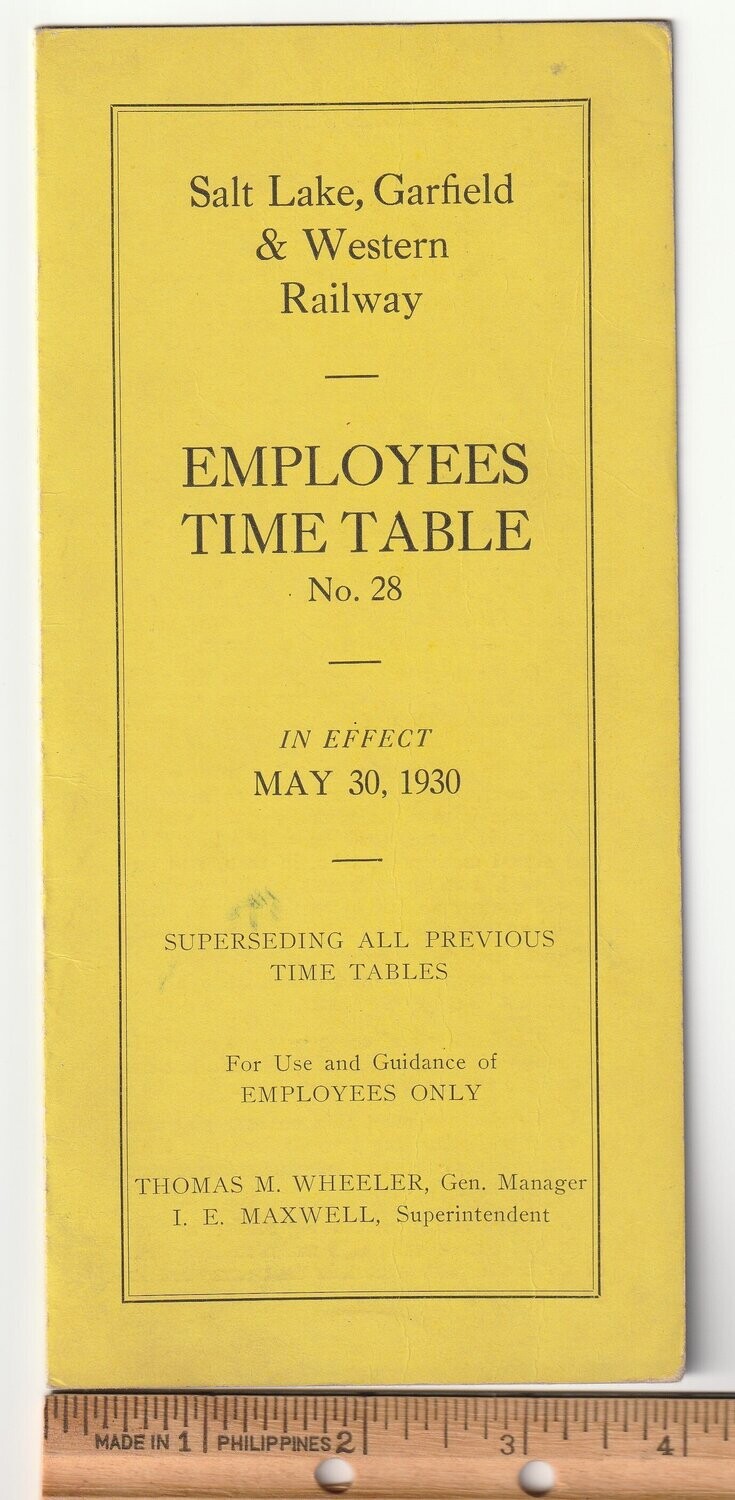 Salt Lake, Garfield
& Western
Railway
EMPLOYEES
TIME TABLE
No. 28
IN EFFECT
MAY 30, 1930
SUPERSEDING ALL PREVIOUS
TIME TABLES
For Use and Guidance of
EMPLOYEES ONLY
THOMAS M. WHEELER, Gen. Manager
I. E. MAXWELL, Superintendent
MADE IN 1 PHILIPPINES 2 3 4